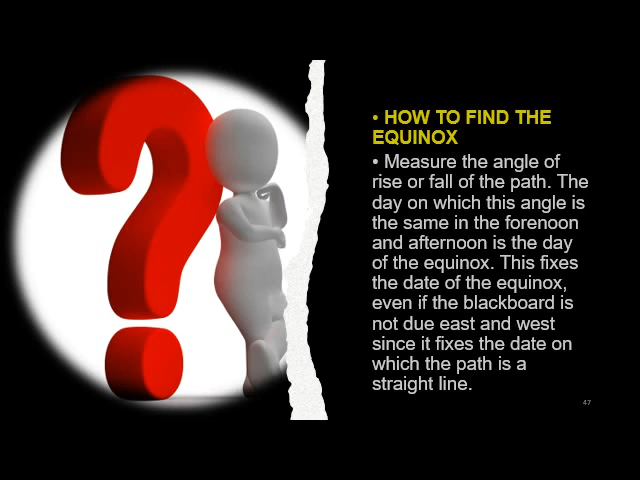 • HOW TO FIND THE
EQUINOX
• Measure the angle of
rise or fall of the path. The
day on which this angle is
the same in the forenoon
and afternoon is the day
of the equinox. This fixes
the date of the equinox,
even if the blackboard is
not due east and west
since it fixes the date on
which the path is a
straight line.
47